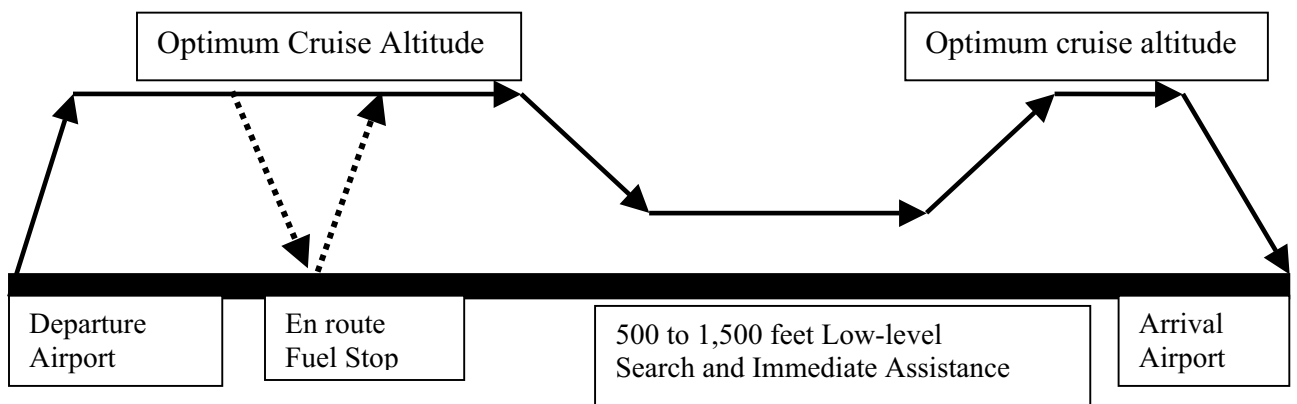 Optimum Cruise Altitude
Optimum cruise altitude
Departure
Airport
En route
Fuel Stop
500 to 1,500 feet Low-level
Search and Immediate Assistance
Arrival
Airport